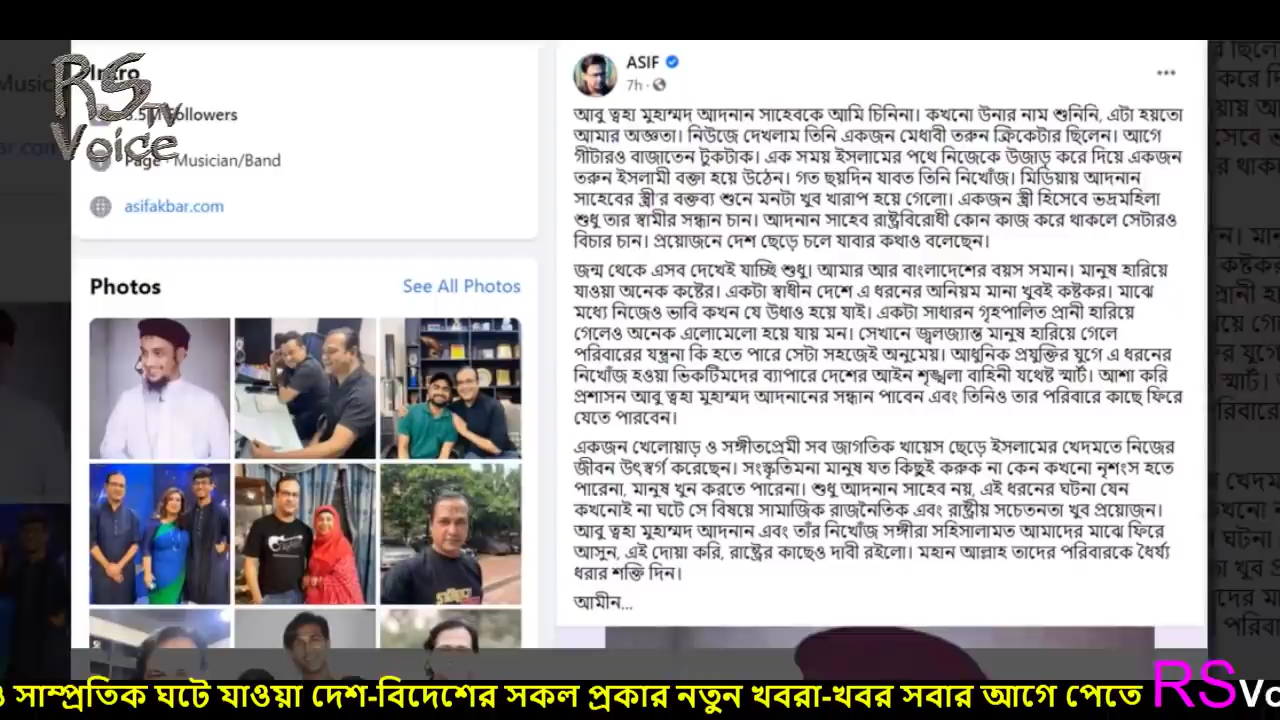 RS TV
Voice
Intro
Followers
Page · Musician/Band
asifakbar.com
Photos
See All Photos
ASIF
7h
আবু ত্বহা মুহাম্মদ আদনান সাহেবকে আমি চিনিনা। কখনো উনার নাম শুনিনি, এটা হয়তো
আমার অজ্ঞতা। নিউজে দেখলাম তিনি একজন মেধাবী তরুন ক্রিকেটার ছিলেন। আগে
গীটারও বাজাতেন টুকটাক। এক সময় ইসলামের পথে নিজেকে উজাড় করে দিয়ে একজন
তরুন ইসলামী বক্তা হয়ে উঠেন। গত ছয়দিন যাবত তিনি নিখোঁজ। মিডিয়ায় আদনান
সাহেবের স্ত্রী'র বক্তব্য শুনে মনটা খুব খারাপ হয়ে গেলো। একজন স্ত্রী হিসেবে ভদ্রমহিলা
শুধু তার স্বামীর সন্ধান চান। আদনান সাহেব রাষ্ট্রবিরোধী কোন কাজ করে থাকলে সেটারও
বিচার চান। প্রয়োজনে দেশ ছেড়ে চলে যাবার কথাও বলেছেন।
জন্ম থেকে এসব দেখেই যাচ্ছি শুধু। আমার আর বাংলাদেশের বয়স সমান। মানুষ হারিয়ে
যাওয়া অনেক কষ্টের। একটা স্বাধীন দেশে এ ধরনের অনিয়ম মানা খুবই কষ্টকর। মাঝে
মধ্যে নিজেও ভাবি কখন যে উধাও হয়ে যাই। একটা সাধারন গৃহপালিত প্রানী হারিয়ে
গেলেও অনেক এলোমেলো হয়ে যায় মন। সেখানে জ্বলজ্যান্ত মানুষ হারিয়ে গেলে
পরিবারের যন্ত্রনা কি হতে পারে সেটা সহজেই অনুমেয়। আধুনিক প্রযুক্তির যুগে এ ধরনের
নিখোঁজ হওয়া ভিকটিমদের ব্যাপারে দেশের আইন শৃঙ্খলা বাহিনী যথেষ্ট স্মার্ট। আশা করি
প্রশাসন আবু ত্বহা মুহাম্মদ আদনানের সন্ধান পাবেন এবং তিনিও তার পরিবারে কাছে ফিরে
যেতে পারবেন।
একজন খেলোয়াড় ও সঙ্গীতপ্রেমী সব জাগতিক খায়েস ছেড়ে ইসলামের খেদমতে নিজের
জীবন উৎস্বর্গ করেছেন। সংস্কৃতিমনা মানুষ যত কিছুই করুক না কেন কখনো নৃশংস হতে
পারেনা, মানুষ খুন করতে পারেনা। শুধু আদনান সাহেব নয়, এই ধরনের ঘটনা যেন
কখনোই না ঘটে সে বিষয়ে সামাজিক রাজনৈতিক এবং রাষ্ট্রীয় সচেতনতা খুব প্রয়োজন।
আবু ত্বহা মুহাম্মদ আদনান এবং তাঁর নিখোঁজ সঙ্গীরা সহিসালামত আমাদের মাঝে ফিরে
আসুন, এই দোয়া করি, রাষ্ট্রের কাছেও দাবী রইলো। মহান আল্লাহ তাদের পরিবারকে ধৈর্য্য
ধরার শক্তি দিন।
আমীন...
ও সাম্প্রতিক ঘটে যাওয়া দেশ-বিদেশের সকল প্রকার নতুন খবরা-খবর সবার আগে পেতে RS Vo